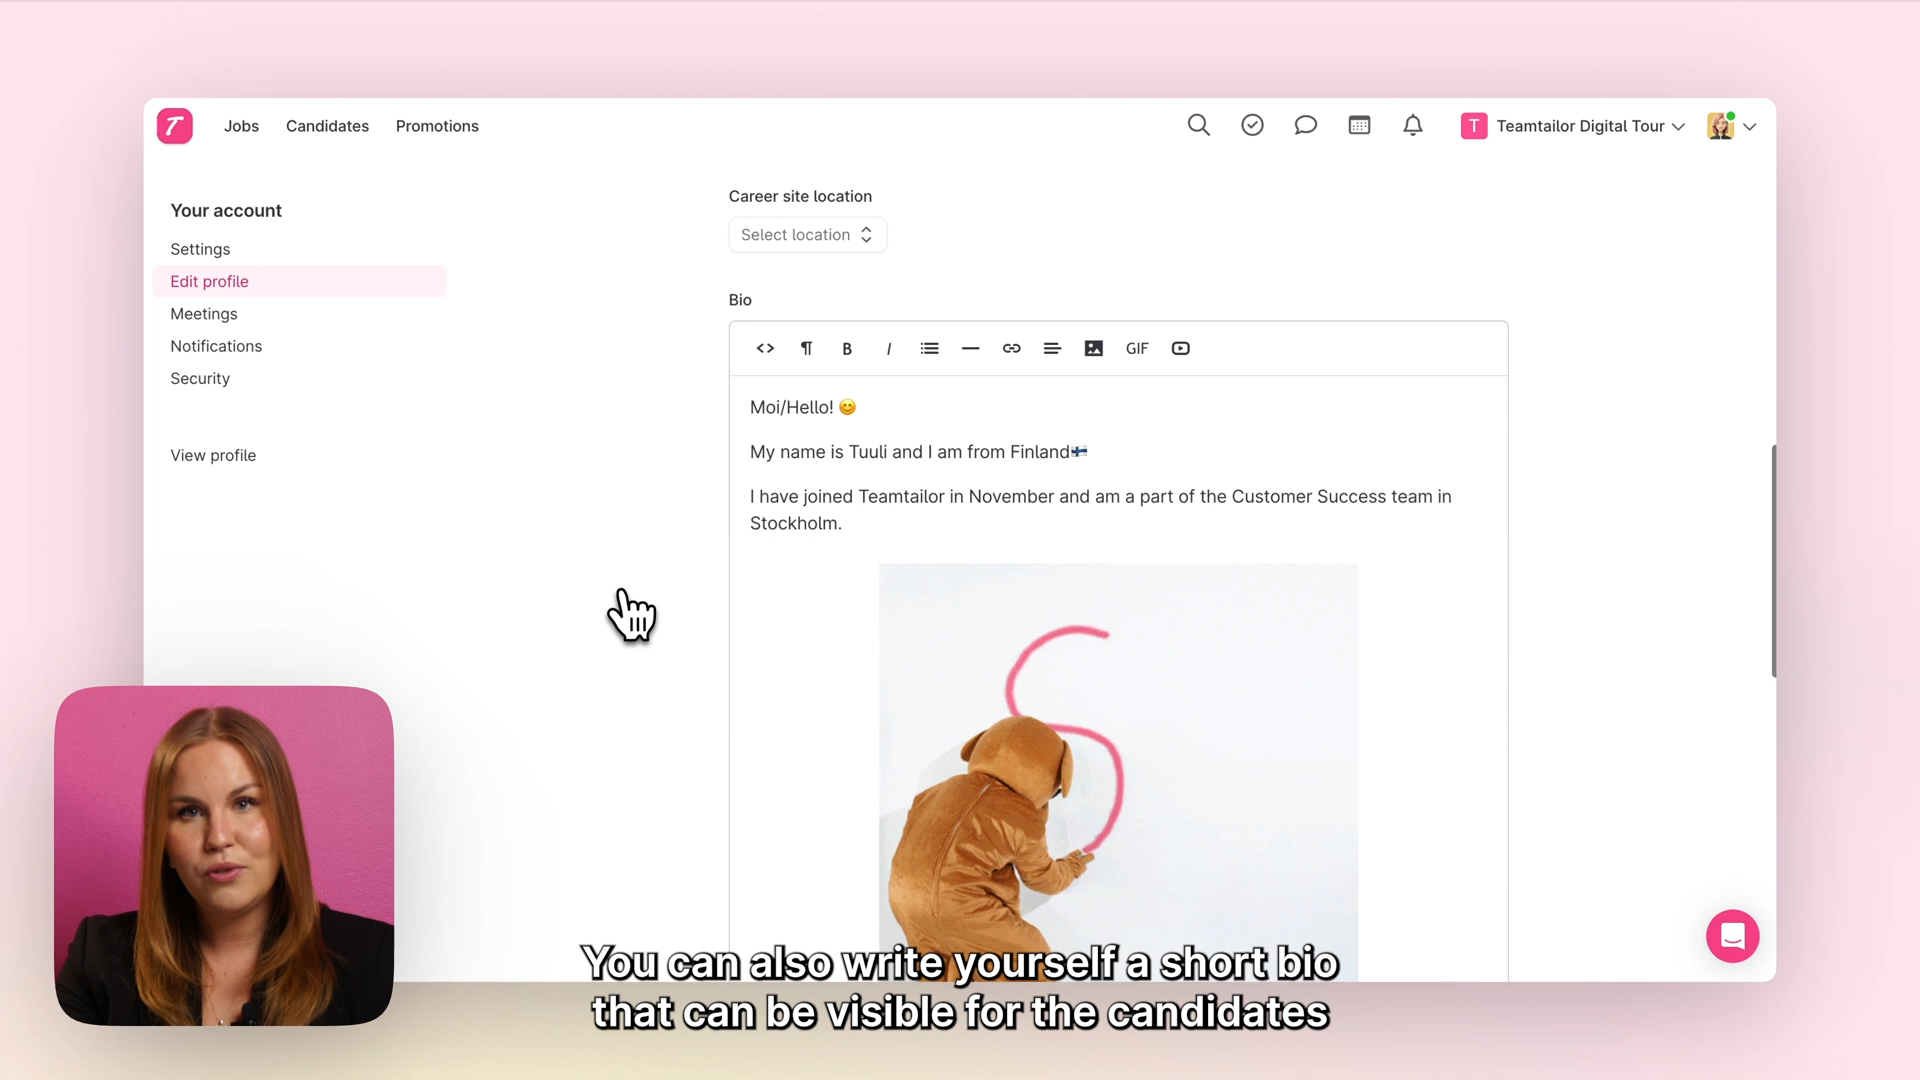 T
Jobs
Candidates
Promotions
T
Teamtailor Digital Tour
Your account
Settings
Edit profile
Meetings
Notifications
Security
View profile
Career site location
Select location
Bio
B
I
GIF
Moi/Hello! 😊
My name is Tuuli and I am from Finland🇫🇮
I have joined Teamtailor in November and am a part of the Customer Success team in
Stockholm.
You can also write yourself a short bio
that can be visible for the candidates